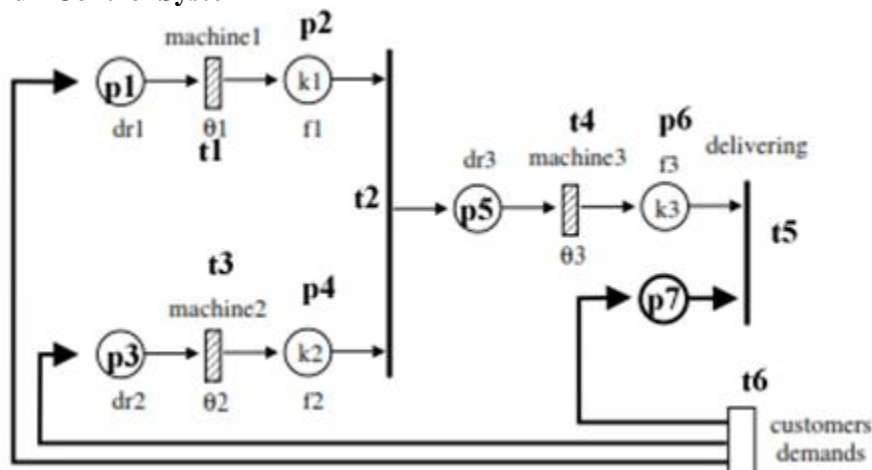 p2
machine1
p1
k1
dr1
θ1
f1
t1
t4
p6
delivering
dr3
machine3
f3
t2
p5
k3
t5
θ3
t3
p4
machine2
p7
p3
k2
dr2
θ2
f2
t6
customers
demands